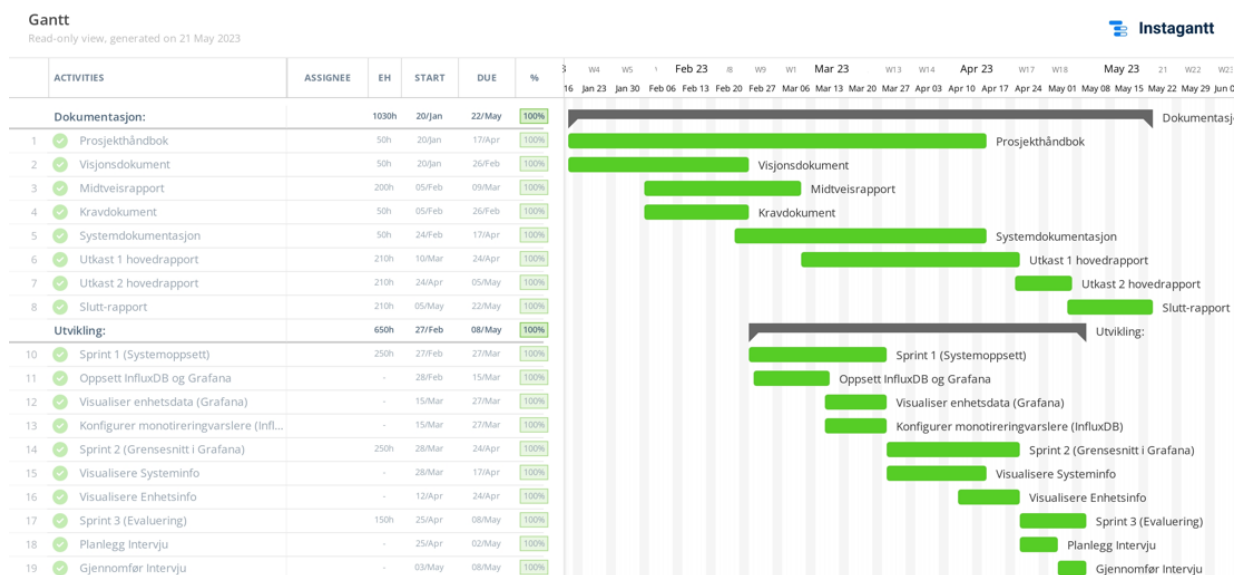 Gantt
Read-only view, generated on 21 May 2023
Instagantt
ACTIVITIES ASSIGNEE EH START DUE %
W4 W5 Feb 23 W9 W1 Mar 23 W13 W14 Apr 23 W17 W18 May 23 21 W22 W23
16 Jan 23 Jan 30 Feb 06 Feb 13 Feb 20 Feb 27 Mar 06 Mar 13 Mar 20 Mar 27 Apr 03 Apr 10 Apr 17 Apr 24 May 01 May 08 May 15 May 22 May 29 Jun 0
Dokumentasjon: 1030h 20/Jan 22/May 100% Dokumentasj
1 Prosjekthåndbok 50h 20/Jan 17/Apr 100% Prosjekthåndbok
2 Visjonsdokument 50h 20/Jan 26/Feb 100% Visjonsdokument
3 Midtveisrapport 200h 05/Feb 09/Mar 100% Midtveisrapport
4 Kravdokument 50h 05/Feb 26/Feb 100% Kravdokument
5 Systemdokumentasjon 50h 24/Feb 17/Apr 100% Systemdokumentasjon
6 Utkast 1 hovedrapport 210h 10/Mar 24/Apr 100% Utkast 1 hovedrapport
7 Utkast 2 hovedrapport 210h 24/Apr 05/May 100% Utkast 2 hovedrapport
8 Slutt-rapport 210h 05/May 22/May 100% Slutt-rapport
Utvikling: 650h 27/Feb 08/May 100% Utvikling:
10 Sprint 1 (Systemoppsett) 250h 27/Feb 27/Mar 100% Sprint 1 (Systemoppsett)
11 Oppsett InfluxDB og Grafana - 28/Feb 15/Mar 100% Oppsett InfluxDB og Grafana
12 Visualiser enhetsdata (Grafana) - 15/Mar 27/Mar 100% Visualiser enhetsdata (Grafana)
13 Konfigurer monotireringvarslere (Infl... - 15/Mar 27/Mar 100% Konfigurer monotireringvarslere (InfluxDB)
14 Sprint 2 (Grensesnitt i Grafana) 250h 28/Mar 24/Apr 100% Sprint 2 (Grensesnitt i Grafana)
15 Visualisere Systeminfo - 28/Mar 17/Apr 100% Visualisere Systeminfo
16 Visualisere Enhetsinfo - 12/Apr 24/Apr 100% Visualisere Enhetsinfo
17 Sprint 3 (Evaluering) 150h 25/Apr 08/May 100% Sprint 3 (Evaluering)
18 Planlegg Intervju - 25/Apr 02/May 100% Planlegg Intervju
19 Gjennomfør Intervju - 03/May 08/May 100% Gjennomfør Intervju